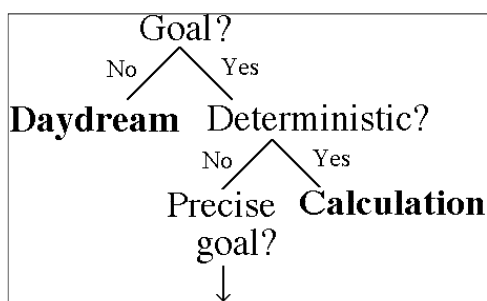 Goal?
No Yes
Daydream Deterministic?
No Yes
Precise Calculation
goal?